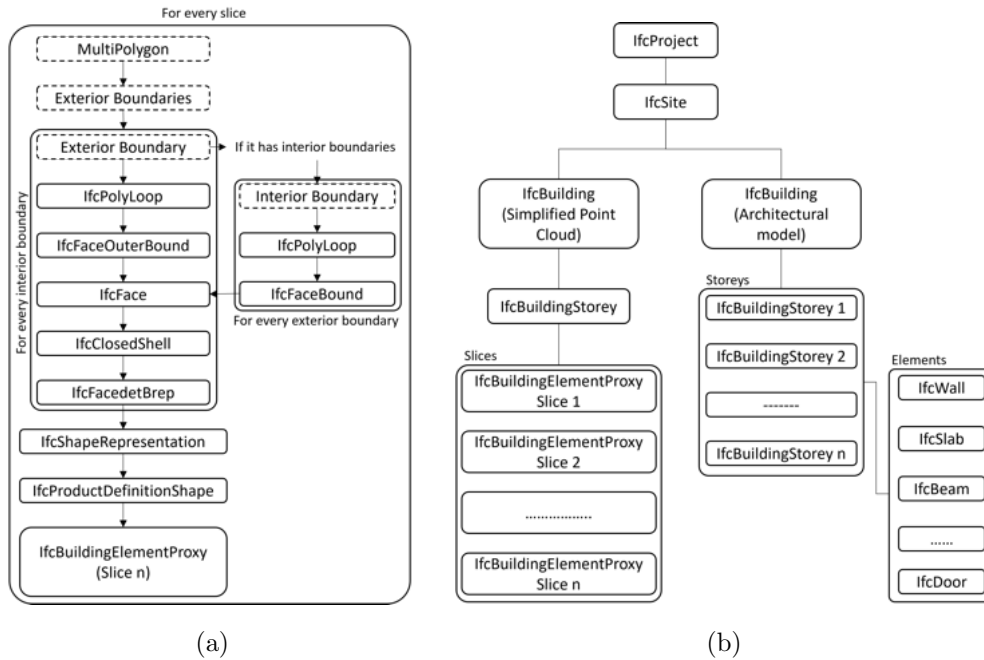 For every slice
MultiPolygon
Exterior Boundaries
Exterior Boundary
If it has interior boundaries
For every interior boundary
IfcPolyLoop
IfcFaceOuterBound
IfcFace
IfcClosedShell
IfcFacedetBrep
Interior Boundary
IfcPolyLoop
IfcFaceBound
For every exterior boundary
IfcShapeRepresentation
IfcProductDefinitionShape
IfcBuildingElementProxy
(Slice n)
(a)
IfcProject
IfcSite
IfcBuilding
(Simplified Point
Cloud)
IfcBuildingStorey
Slices
IfcBuildingElementProxy
Slice 1
IfcBuildingElementProxy
Slice 2
................
IfcBuildingElementProxy
Slice n
IfcBuilding
(Architectural
model)
Storeys
IfcBuildingStorey 1
IfcBuildingStorey 2
-------
IfcBuildingStorey n
Elements
IfcWall
IfcSlab
IfcBeam
......
IfcDoor
(b)